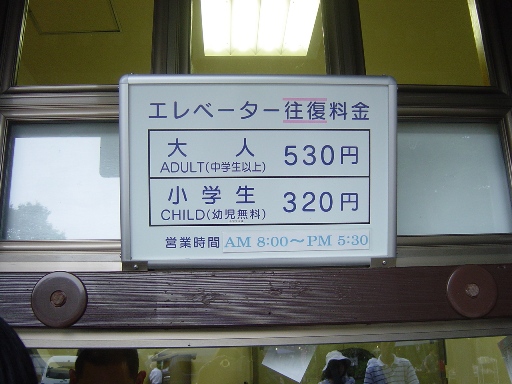 エレベーター往復料金
大人 530円
ADULT(中学生以上)
小学生 320円
CHILD(幼児無料)
営業時間 AM 8:00〜PM 5:30